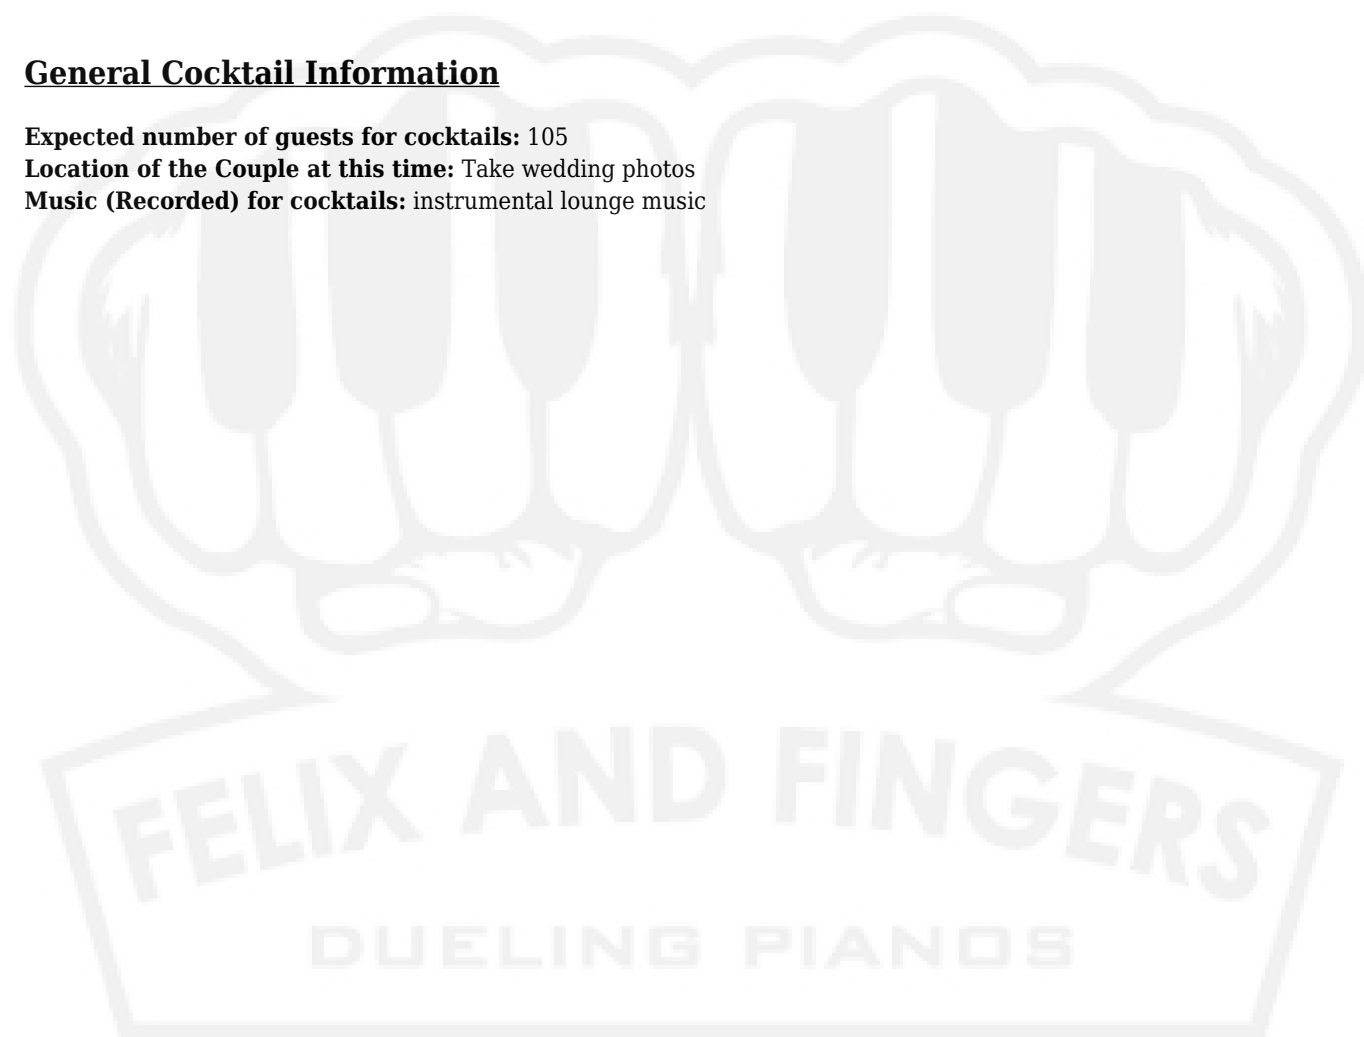 General Cocktail Information
Expected number of guests for cocktails: 105
Location of the Couple at this time: Take wedding photos
Music (Recorded) for cocktails: instrumental lounge music
FELIX AND FINGERS
DUELING PIANOS